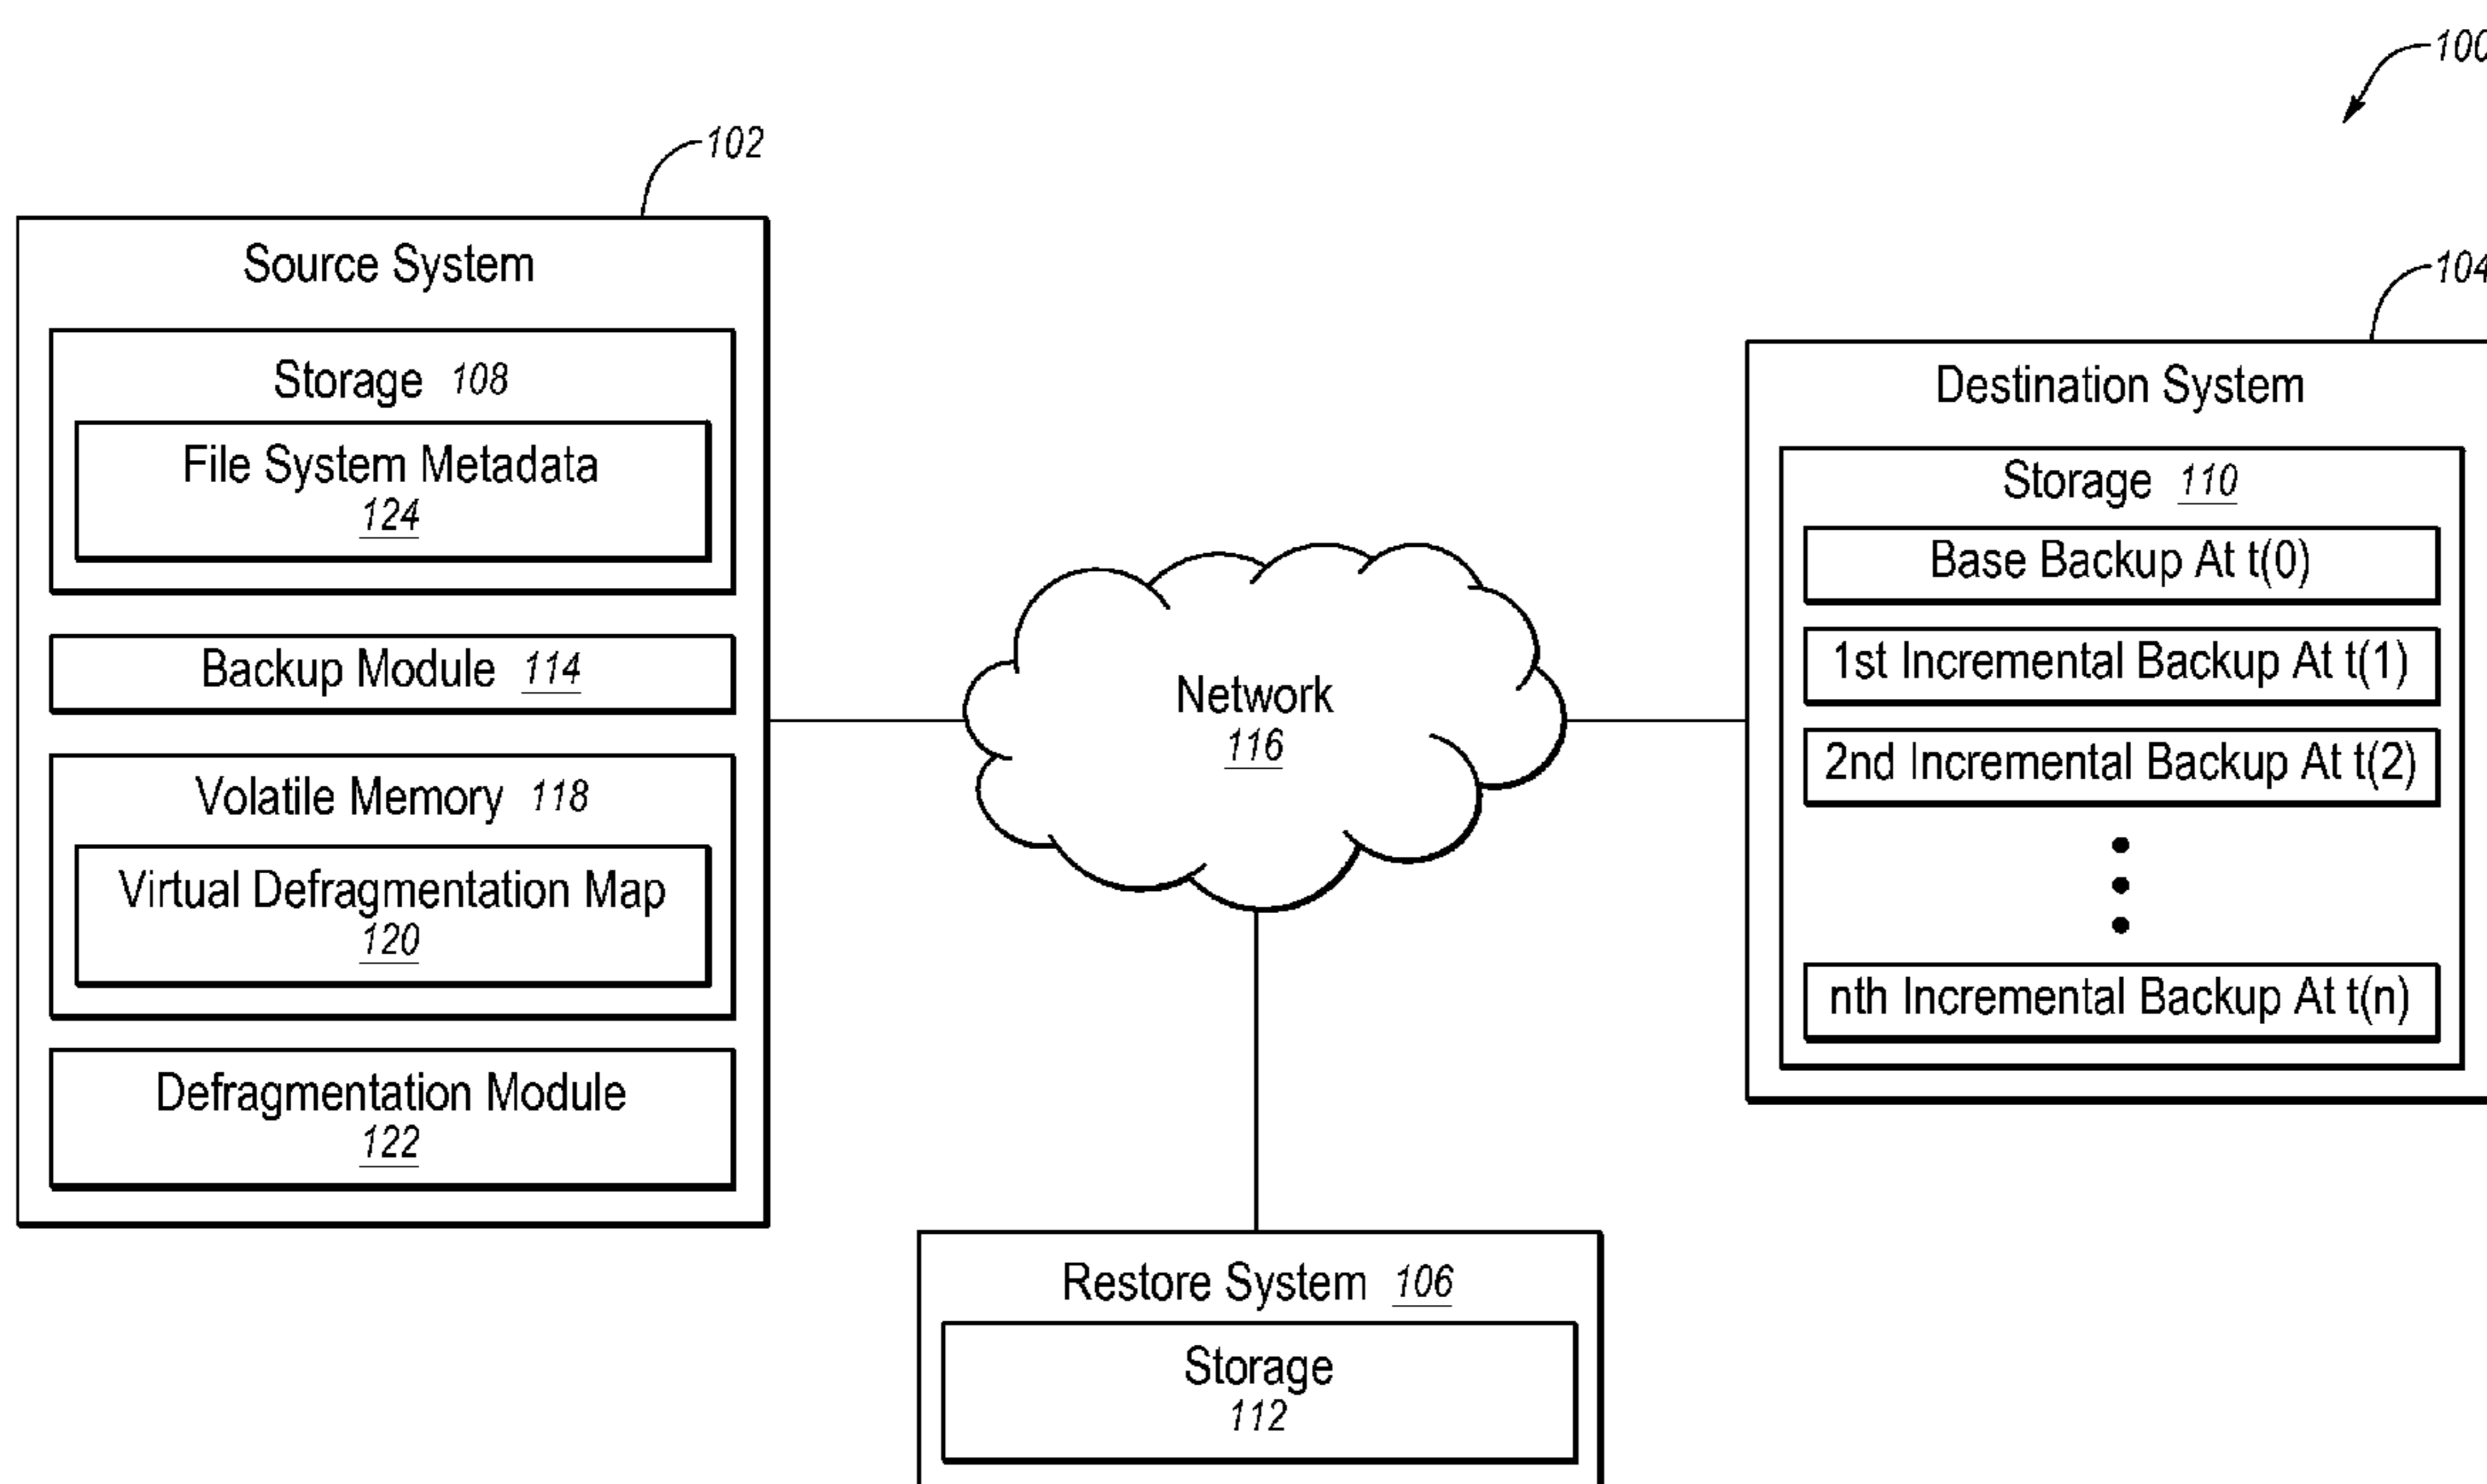 100
102
Source System
Storage 108
File System Metadata
124
Backup Module 114
Volatile Memory 118
Virtual Defragmentation Map
120
Defragmentation Module
122
Network
116
104
Destination System
Storage 110
Base Backup At t(0)
1st Incremental Backup At t(1)
2nd Incremental Backup At t(2)
nth Incremental Backup At t(n)
Restore System 106
Storage
112